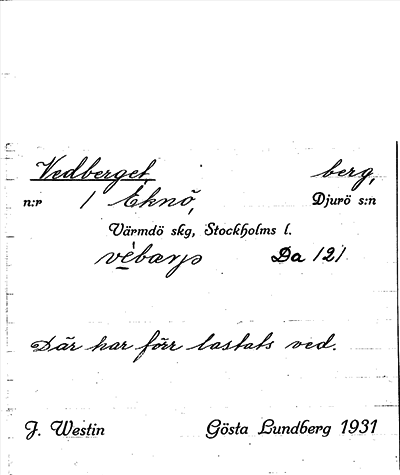 Vedberget, berg,
n:r 1 Eknö, Djurö s:n
Värmdö skg, Stockholms l.
Da 121
Där har förr lastats ved.
J. Westin Gösta Lundberg 1931